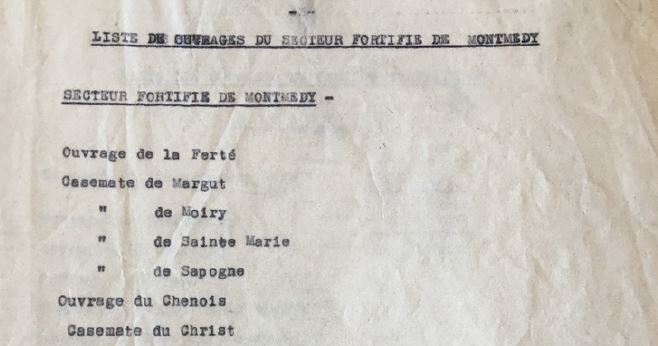 LISTE DE OUVRAGES DU SECTEUR FORTIFIE DE MONTMEDY
SECTEUR FORTIFIE DE MONTMEDY -
Ouvrage de la Ferté
Casemate de Margut
" de Moiry
" de Sainte Marie
" de Sapogne
Ouvrage du Chenois
Casemate du Christ